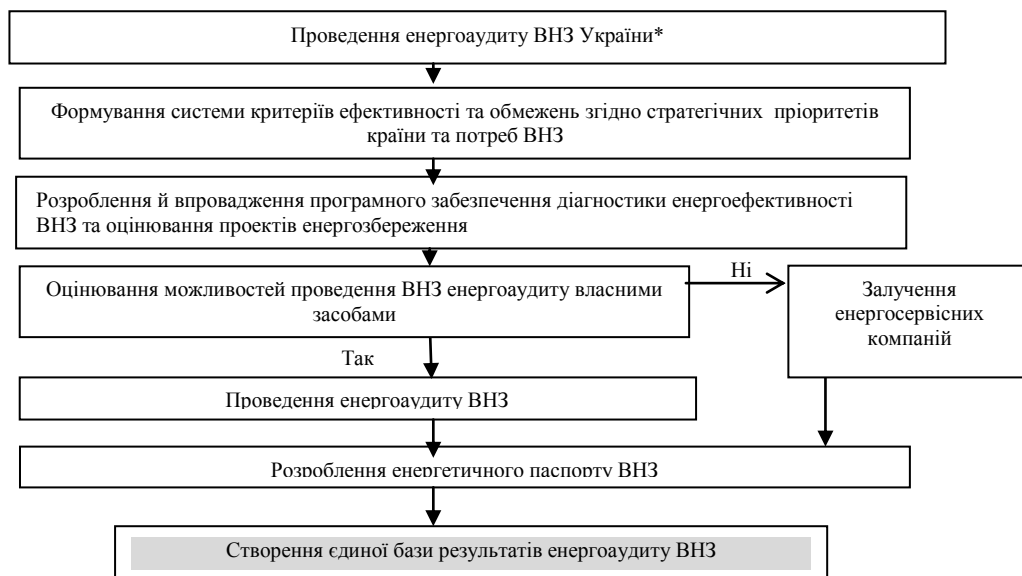 Проведення енергоаудиту ВНЗ України*
Формування системи критеріїв ефективності та обмежень згідно стратегічних пріоритетів
країни та потреб ВНЗ
Розроблення й впровадження програмного забезпечення діагностики енергоефективності
ВНЗ та оцінювання проектів енергозбереження
Оцінювання можливостей проведення ВНЗ енергоаудиту власними
засобами
Ні
Залучення
енергосервісних
компаній
Так
Проведення енергоаудиту ВНЗ
Розроблення енергетичного паспорту ВНЗ
Створення єдиної бази результатів енергоаудиту ВНЗ